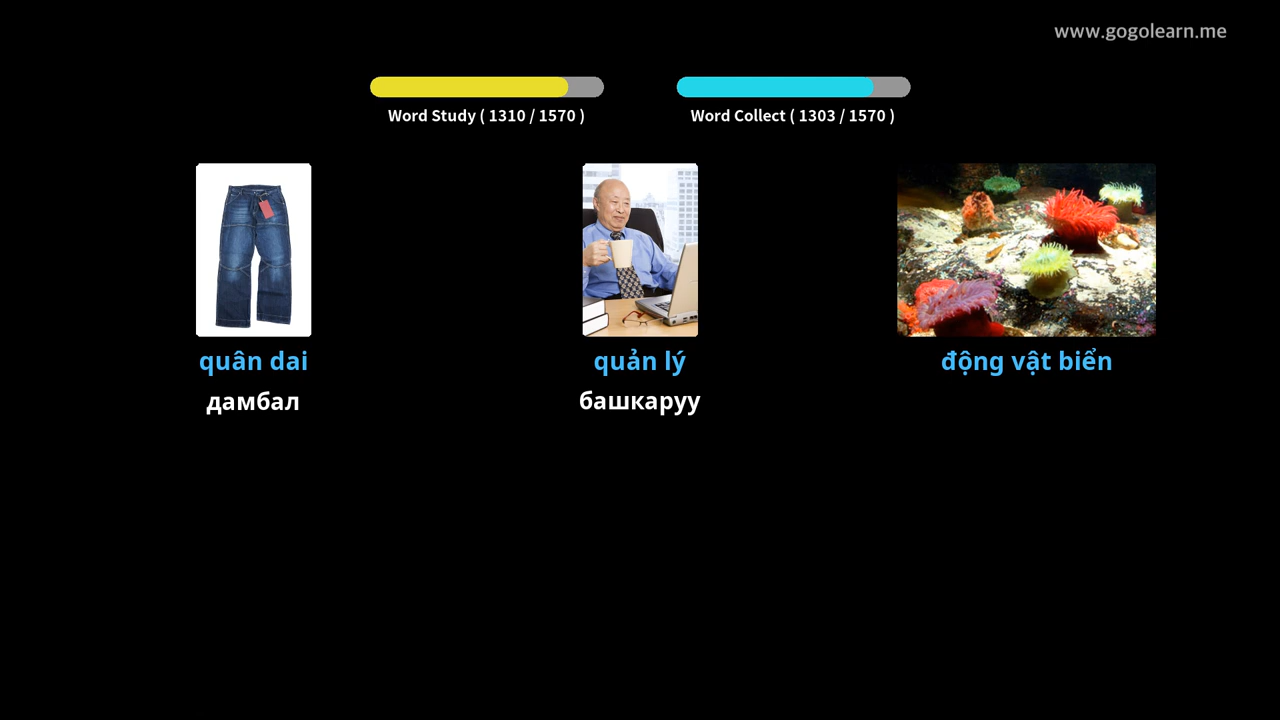 www.gogolearn.me
Word Study ( 1310 / 1570 )
Word Collect ( 1303 / 1570 )
quân dai
quản lý
động vật biển
дамбал
башкаруу